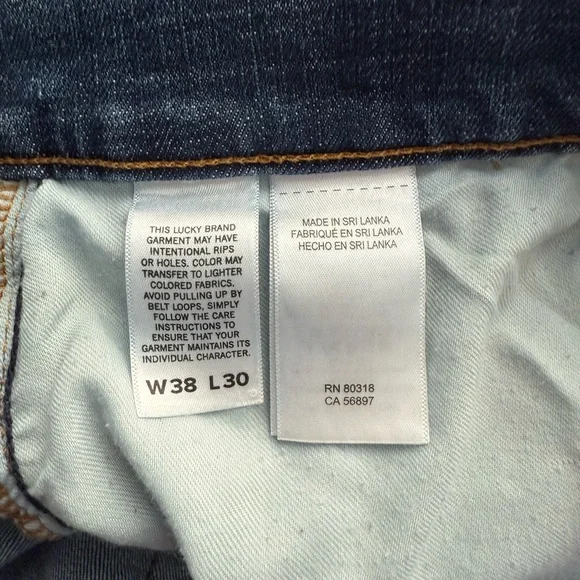 THIS LUCKY BRAND
GARMENT MAY HAVE
INTENTIONAL RIPS
OR HOLES. COLOR MAY
TRANSFER TO LIGHTER
COLORED FABRICS.
AVOID PULLING UP BY
BELT LOOPS, SIMPLY
FOLLOW THE CARE
INSTRUCTIONS TO
ENSURE THAT YOUR
GARMENT MAINTAINS ITS
INDIVIDUAL CHARACTER.
W38 L30
MADE IN SRI LANKA
FABRIQUÉ EN SRI LANKA
HECHO EN SRI LANKA
RN 80318
CA 56897